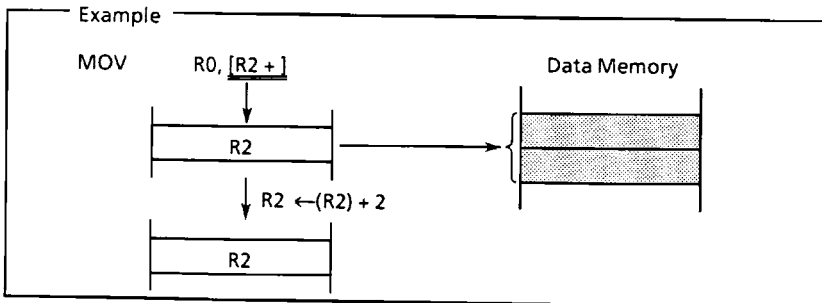 Example
MOV R0, [R2 + ] Data Memory
R2
R2 ←(R2) + 2
R2